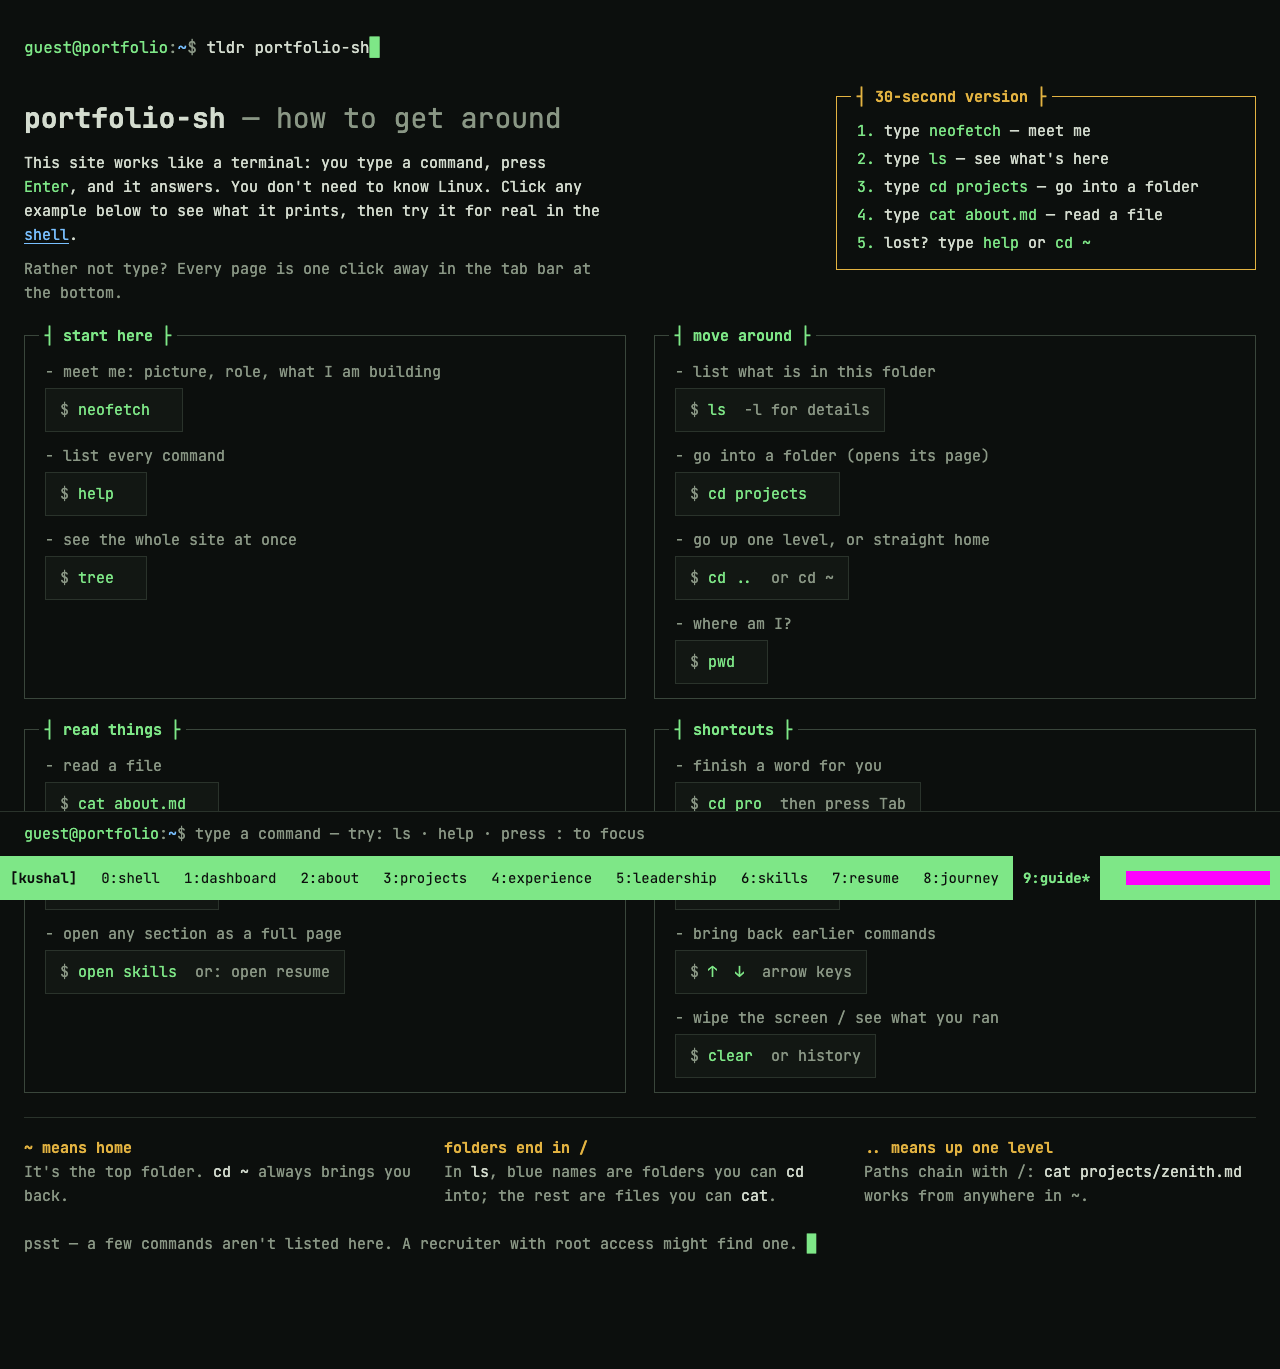 guest@portfolio:~$ tldr portfolio-sh
portfolio-sh — how to get around
This site works like a terminal: you type a command, press
Enter, and it answers. You don't need to know Linux. Click any
example below to see what it prints, then try it for real in the
shell.
Rather not type? Every page is one click away in the tab bar at
the bottom.
30-second version
1. type neofetch — meet me
2. type ls — see what's here
3. type cd projects — go into a folder
4. type cat about.md — read a file
5. lost? type help or cd ~
start here
- meet me: picture, role, what I am building
$ neofetch
- list every command
$ help
- see the whole site at once
$ tree
move around
- list what is in this folder
$ ls -l for details
- go into a folder (opens its page)
$ cd projects
- go up one level, or straight home
$ cd .. or cd ~
- where am I?
$ pwd
read things
- read a file
$ cat about.md
shortcuts
- finish a word for you
$ cd pro then press Tab
guest@portfolio:~$ type a command — try: ls · help · press : to focus
[kushal] 0:shell 1:dashboard 2:about 3:projects 4:experience 5:leadership 6:skills 7:resume 8:journey 9:guide*
- open any section as a full page
$ open skills or: open resume
- bring back earlier commands
$ ↑ ↓ arrow keys
- wipe the screen / see what you ran
$ clear or history
~ means home
It's the top folder. cd ~ always brings you
back.
folders end in /
In ls, blue names are folders you can cd
into; the rest are files you can cat.
.. means up one level
Paths chain with /: cat projects/zenith.md
works from anywhere in ~.
psst — a few commands aren't listed here. A recruiter with root access might find one.